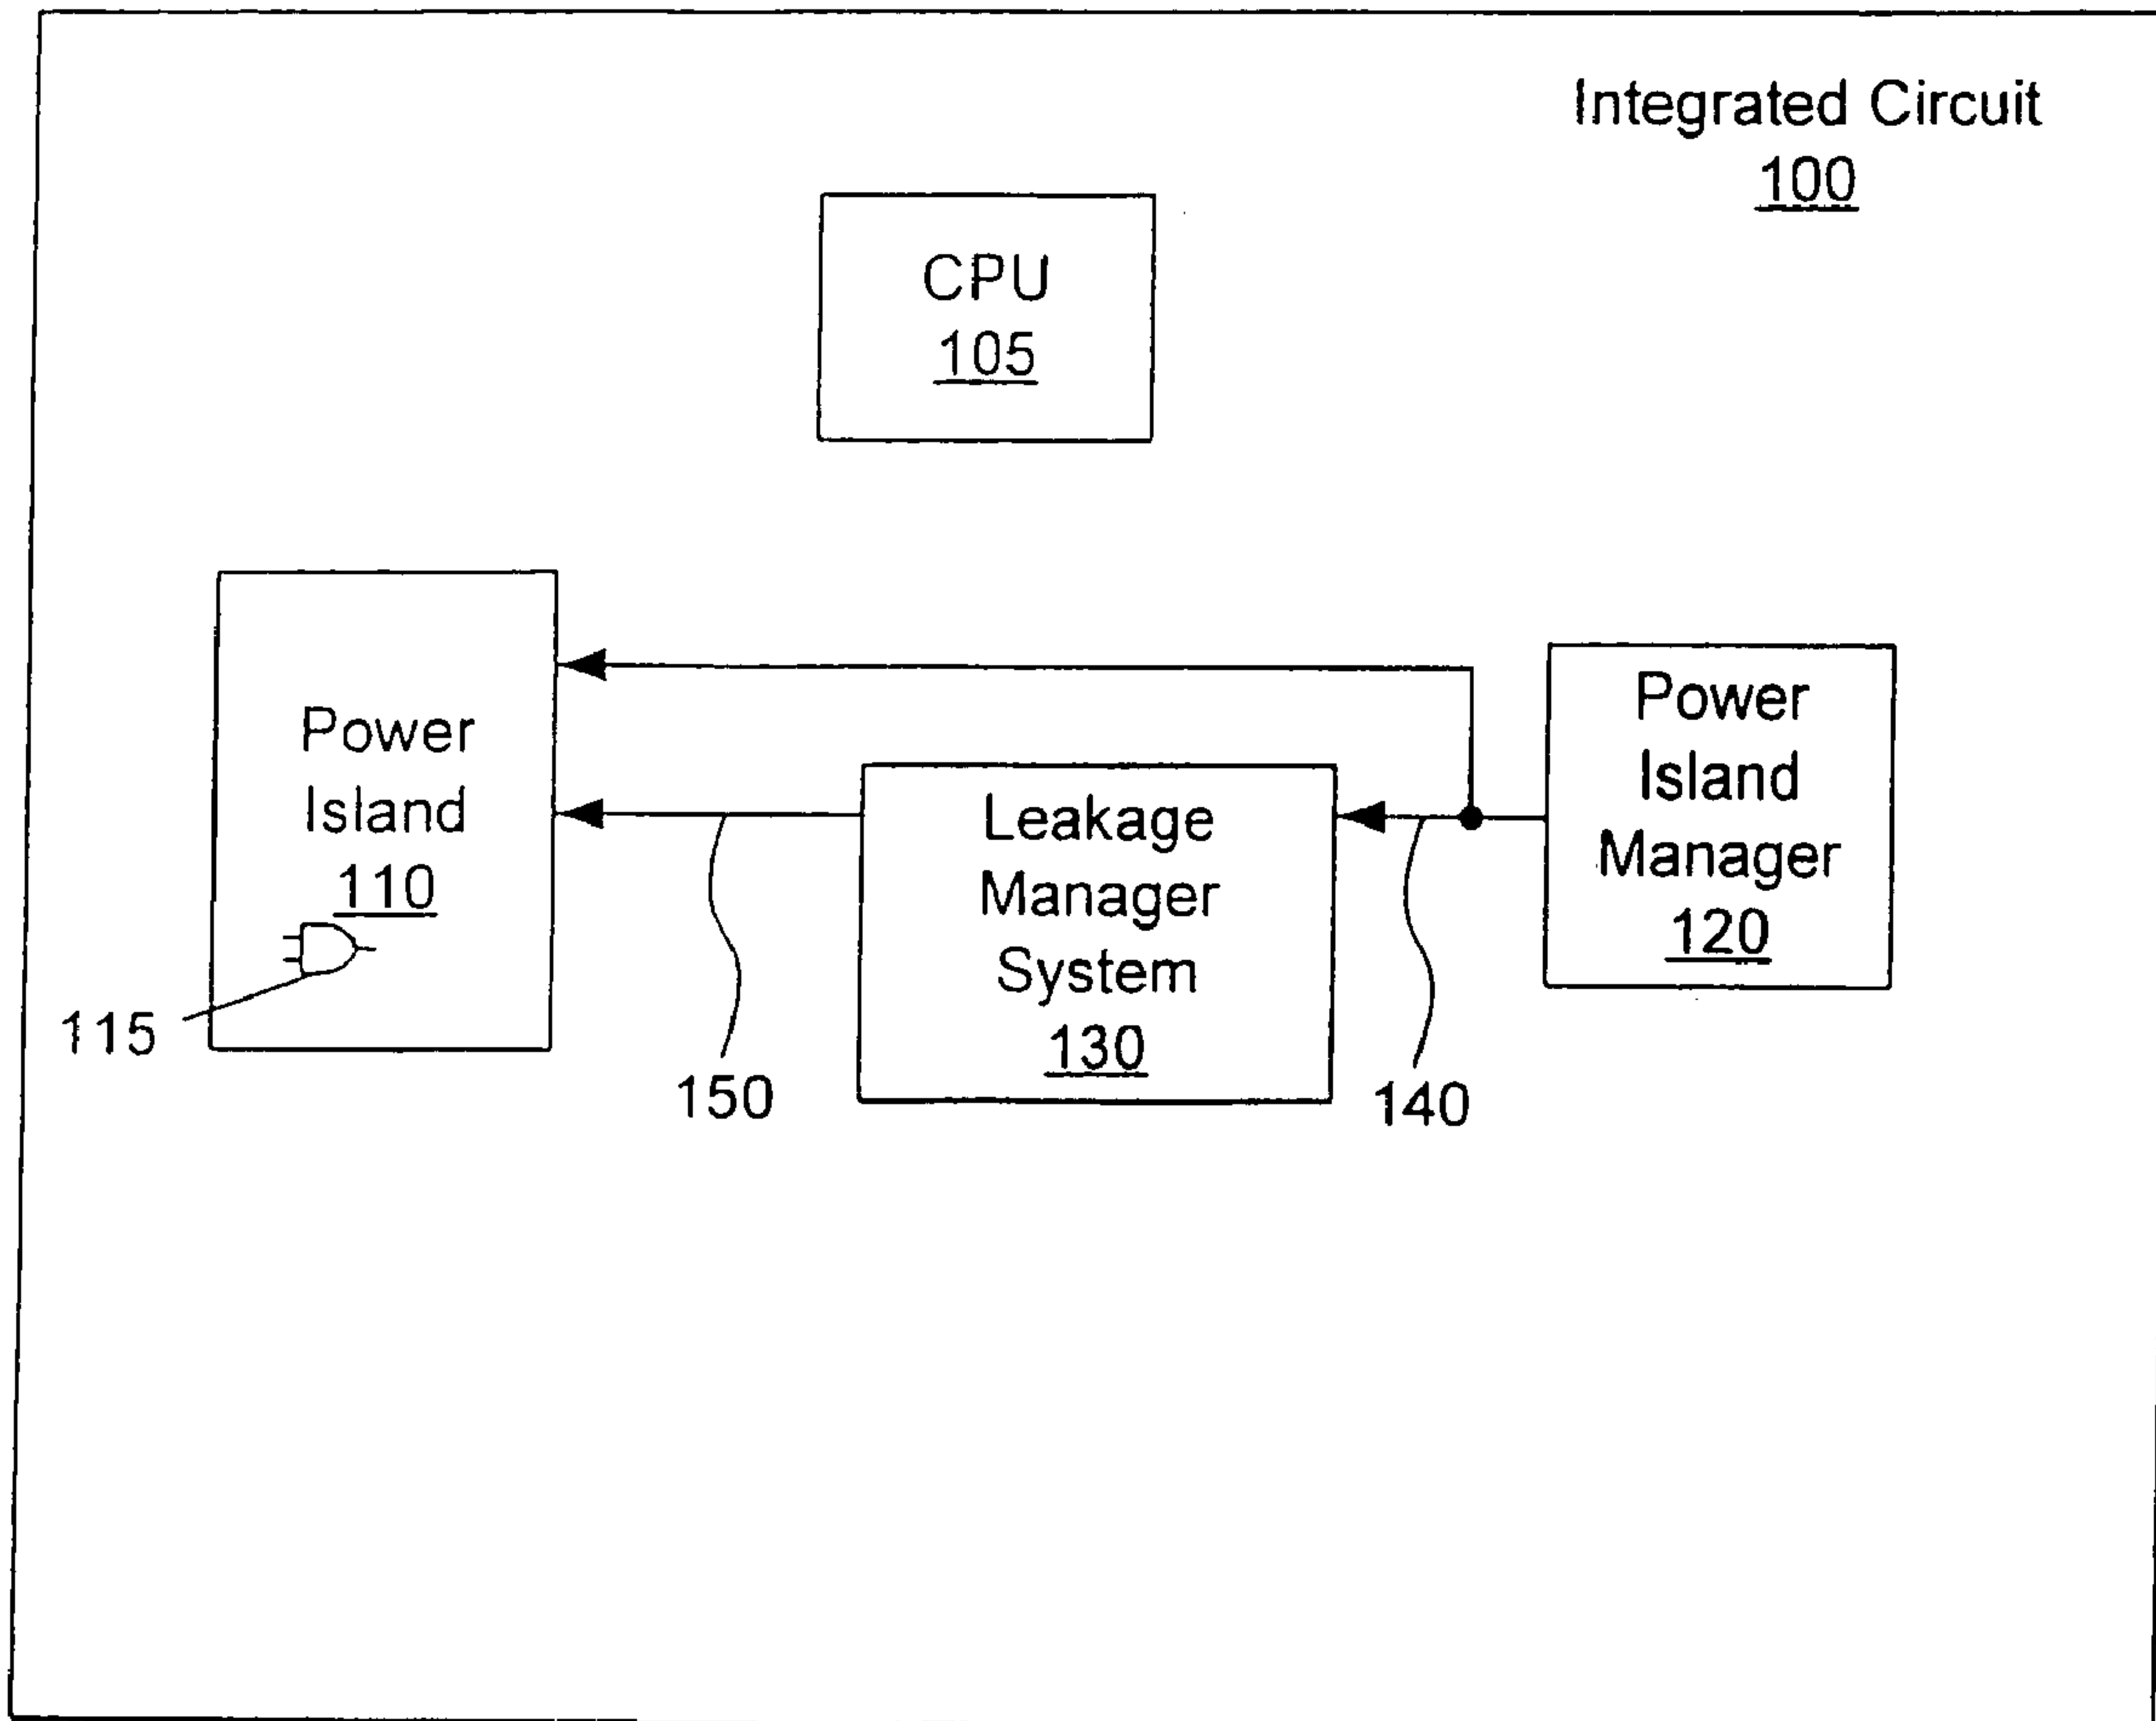 Integrated Circuit
100
CPU
105
Power
Island
110
115
150
Leakage
Manager
System
130
140
Power
Island
Manager
120